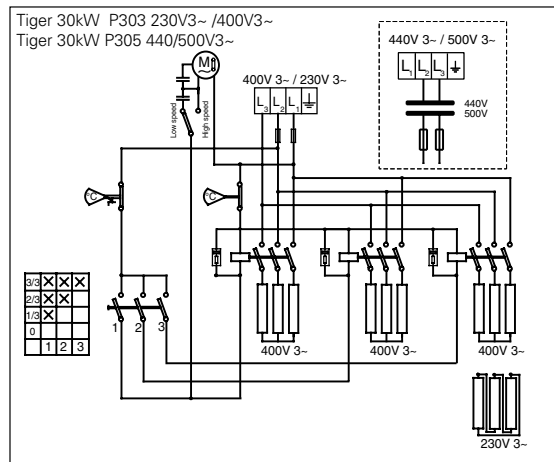 Tiger 30kW P303 230V3~ /400V3~
Tiger 30kW P305 440/500V3~
M
Low speed
High speed
400V 3~ / 230V 3~
L3 L2 L1
440V 3~ / 500V 3~
L1 L2 L3
440V
500V
°C
°C
3/3 X X X
2/3 X X
1/3 X
0
1 2 3
1 2 3
400V 3~
400V 3~
400V 3~
230V 3~